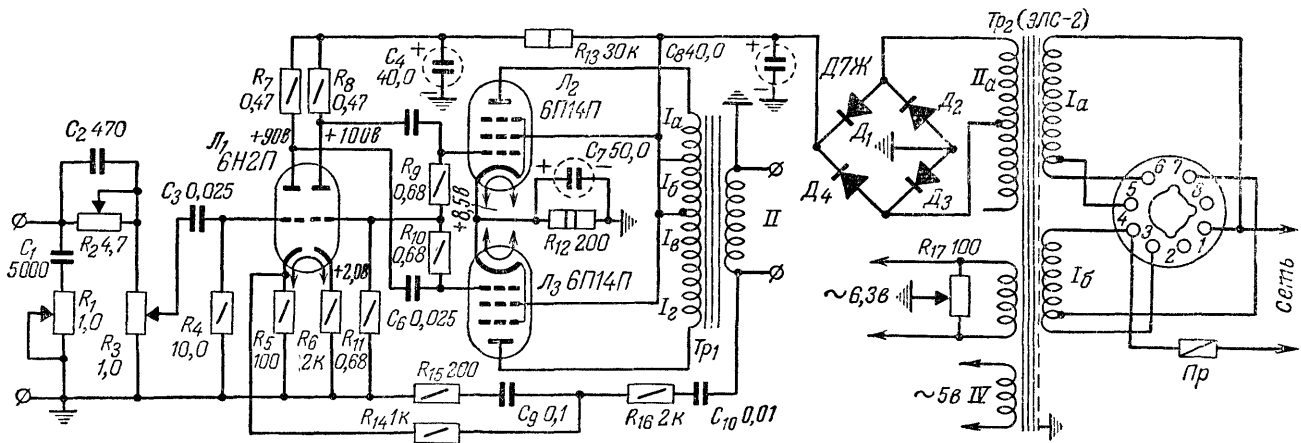 C₂ 470
R₂ 4,7
C₁
5000
R₁
1,0
R₃
1,0
C₃ 0,025
R₄
10,0
R₇
0,47
R₈
0,47
+90в
+100в
Л₁
6Н2П
+2,0в
R₅
100
R₆
2к
R₁₁
0,68
C₄
40,0
+
−
R₁₃ 30к
C₈ 40,0
+
−
Л₂
6П14П
R₉
0,68
R₁₀
0,68
+8,5в
C₇ 50,0
+
−
R₁₂ 200
Л₃ 6П14П
C₆ 0,025
Iа
Iб
Iв
Iг
II
Тр₁
R₁₅ 200
R₁₄ 1к
C₉ 0,1
R₁₆ 2к
C₁₀ 0,01
Д7Ж
Д₁
Д₂
Д₃
Д₄
Тр₂ (ЭЛС-2)
IIа
Iа
Iб
R₁₇ 100
~6,3в
~5в IV
5
6
7
8
4
3
2
1
Пр
сеть